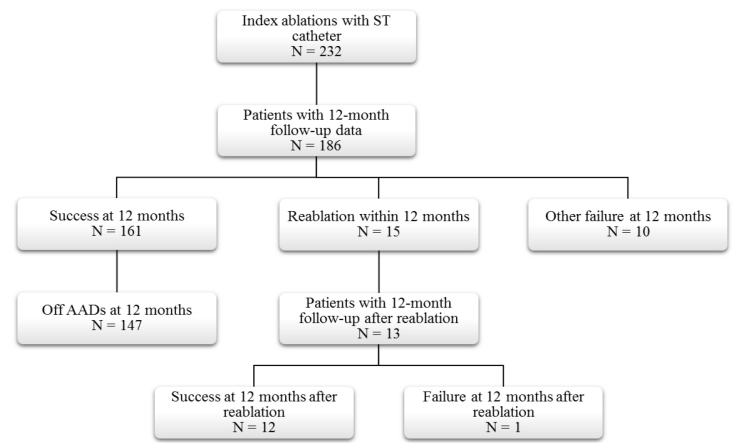 Index ablations with ST
catheter
N = 232
Patients with 12-month
follow-up data
N = 186
Success at 12 months
N = 161
Reablation within 12 months
N = 15
Other failure at 12 months
N = 10
Off AADs at 12 months
N = 147
Patients with 12-month
follow-up after reablation
N = 13
Success at 12 months after
reablation
N = 12
Failure at 12 months after
reablation
N = 1